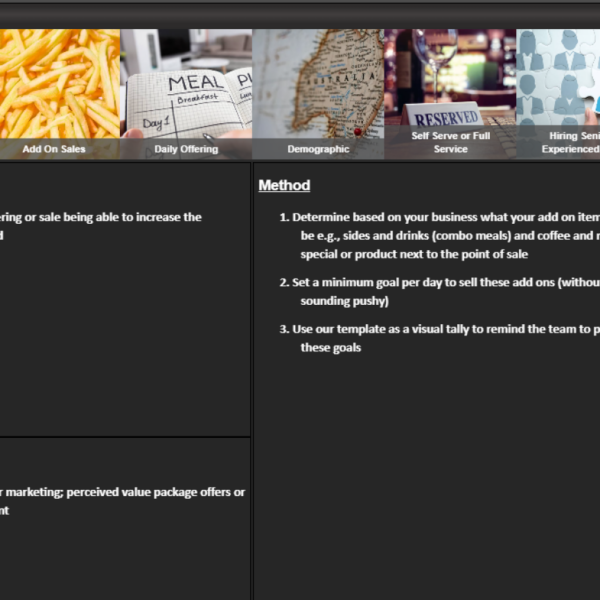 MEAL PL
Breakfast
Day 1
AUSTRALIA
RESERVED
Add On Sales
Daily Offering
Demographic
Self Serve or Full
Service
Hiring Seni
Experienced
ring or sale being able to increase the
d
r marketing; perceived value package offers or
nt
Method
1. Determine based on your business what your add on item
be e.g., sides and drinks (combo meals) and coffee and
special or product next to the point of sale
2. Set a minimum goal per day to sell these add ons (withou
sounding pushy)
3. Use our template as a visual tally to remind the team to p
these goals